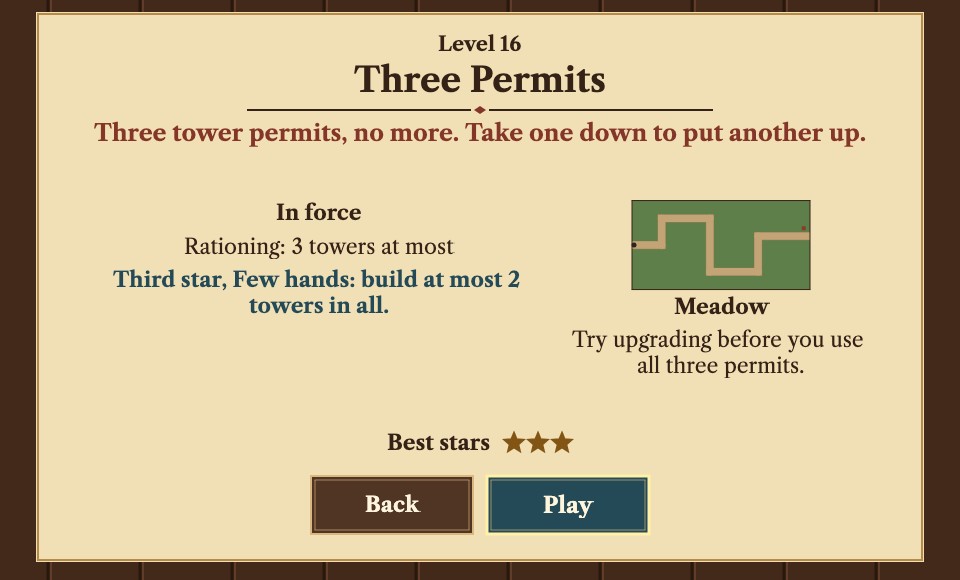 Level 16
Three Permits
Three tower permits, no more. Take one down to put another up.
In force
Rationing: 3 towers at most
Third star, Few hands: build at most 2
towers in all.
Meadow
Try upgrading before you use
all three permits.
Best stars
Back
Play